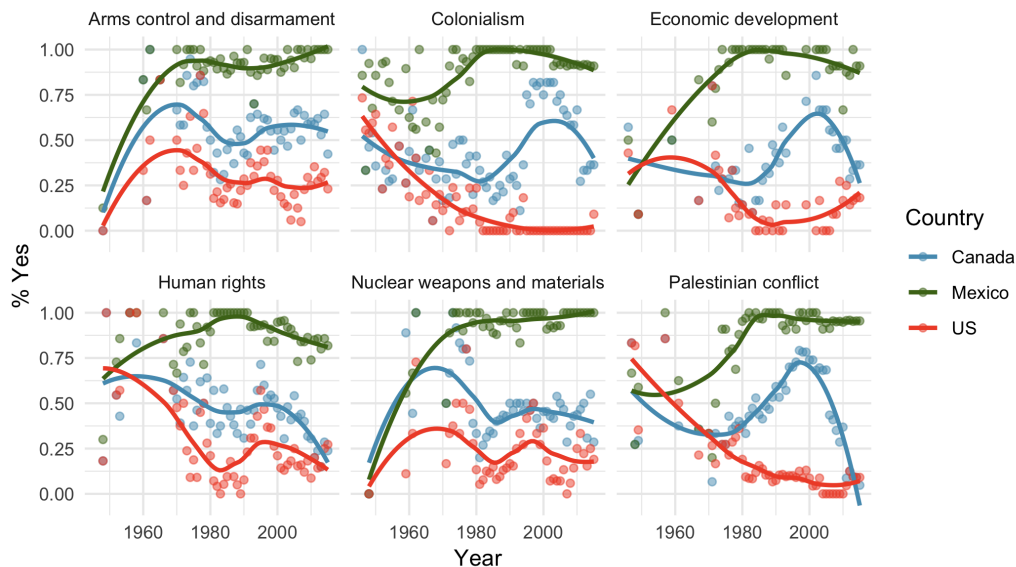 Arms control and disarmament
Colonialism
Economic development
1.00
0.75
0.50
0.25
0.00
% Yes
Human rights
Nuclear weapons and materials
Palestinian conflict
1.00
0.75
0.50
0.25
0.00
1960 1980 2000
1960 1980 2000
1960 1980 2000
Year
Country
Canada
Mexico
US